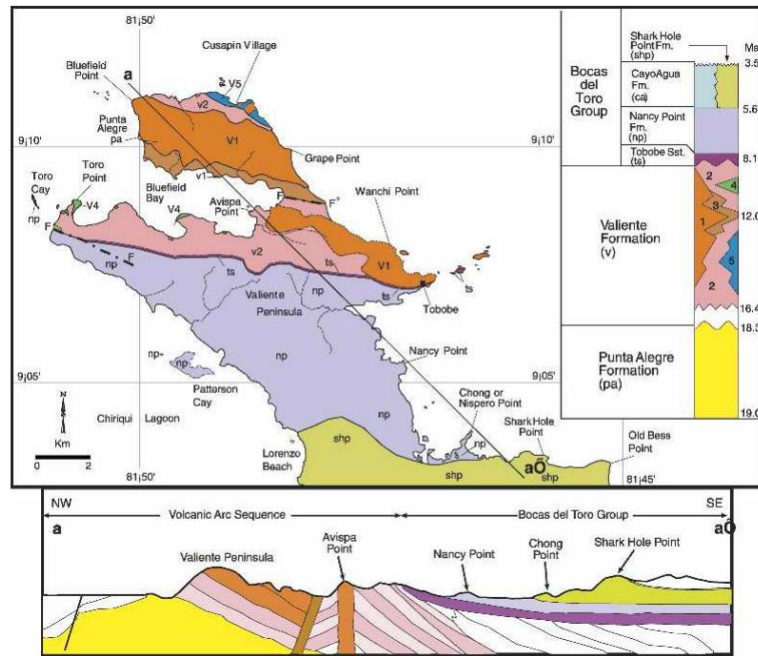 81¡50'
Cusapin Village
Bluefield Point
a
V5
v2
Punta Alegre
pa
V1
9¡10'
9¡10'
v1
Grape Point
Toro Cay
Toro Point
Bluefield Bay
Avispa Point
F
F'
Wanchi Point
np
V4
V4
F
v2
V1
F
np
ts
ts
np
ts
ts
Valiente Peninsula
Tobobe
np
np
np
Nancy Point
9¡05'
9¡05'
Patterson Cay
np
Chong or Nispero Point
Chiriqui Lagoon
Shark Hole Point
Old Bess Point
N
Km
0 2
Lorenzo Beach
shp
shp
np
aÕ
shp
81¡50'
81¡45'
Shark Hole Point Fm. (shp)
Ma
3.5
Bocas del Toro Group
CayoAgua Fm. (ca)
5.6
Nancy Point Fm. (np)
Tobobe Sst. (ts)
8.1
Valiente Formation (v)
2
4
3
1
12.0
5
2
16.4
18.3
Punta Alegre Formation (pa)
19.0
NW
SE
a
Volcanic Arc Sequence
Bocas del Toro Group
aÕ
Valiente Peninsula
Avispa Point
Nancy Point
Chong Point
Shark Hole Point